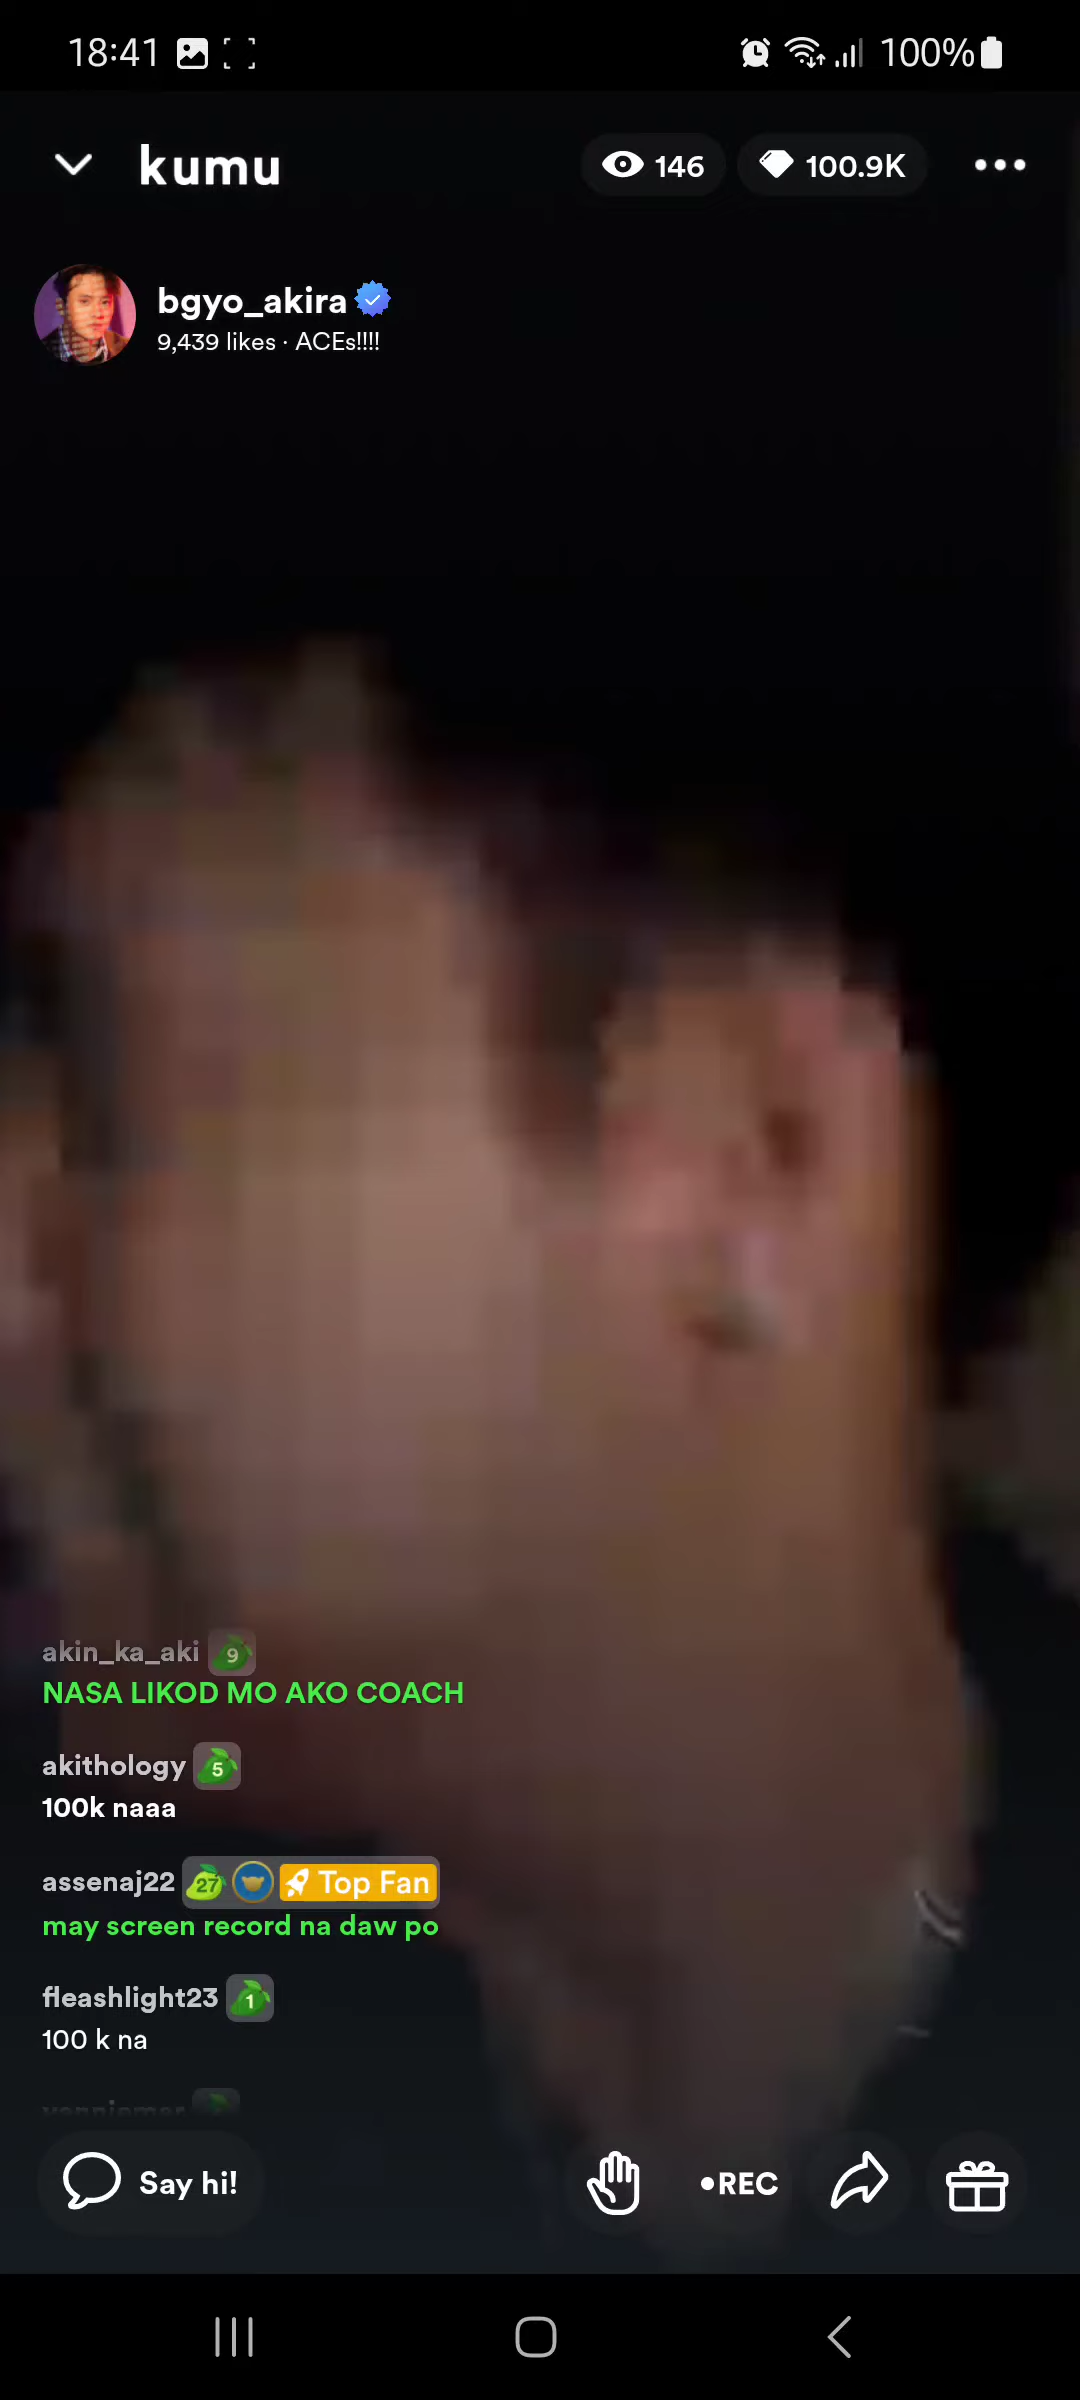 18:41
100%
kumu
146
100.9K
bgyo_akira
9,439 likes · ACEs!!!!
akin_ka_aki 9
NASA LIKOD MO AKO COACH
akithology 5
100k naaa
assenaj22 27 Top Fan
may screen record na daw po
fleashlight23 1
100 k na
Say hi!
•REC